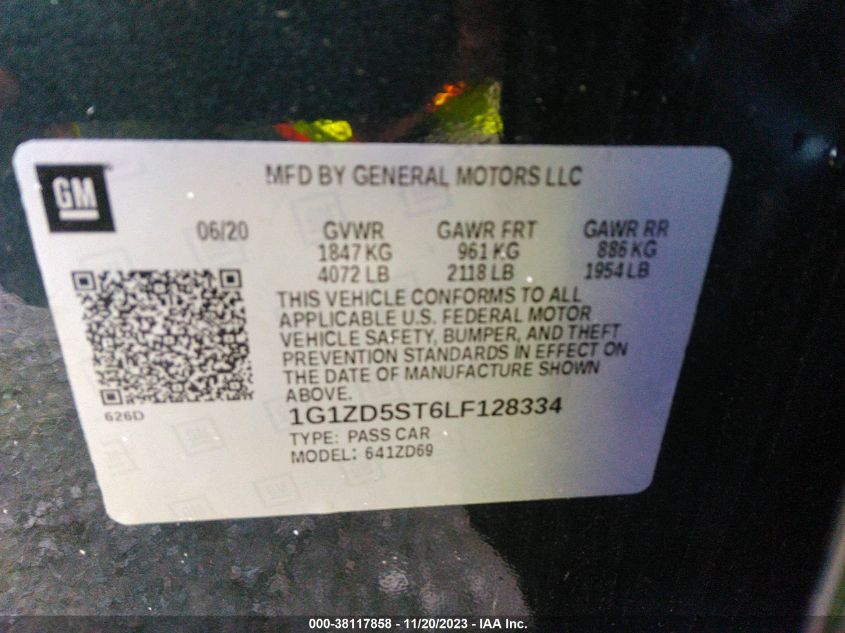 GM
MFD BY GENERAL MOTORS LLC
06/20 GVWR GAWR FRT GAWR RR
1847 KG 961 KG 886 KG
4072 LB 2118 LB 1954 LB
THIS VEHICLE CONFORMS TO ALL
APPLICABLE U.S. FEDERAL MOTOR
VEHICLE SAFETY, BUMPER, AND THEFT
PREVENTION STANDARDS IN EFFECT ON
THE DATE OF MANUFACTURE SHOWN
ABOVE.
626D
1G1ZD5ST6LF128334
TYPE: PASS CAR
MODEL: 641ZD69
000-38117858 - 11/20/2023 - IAA Inc.